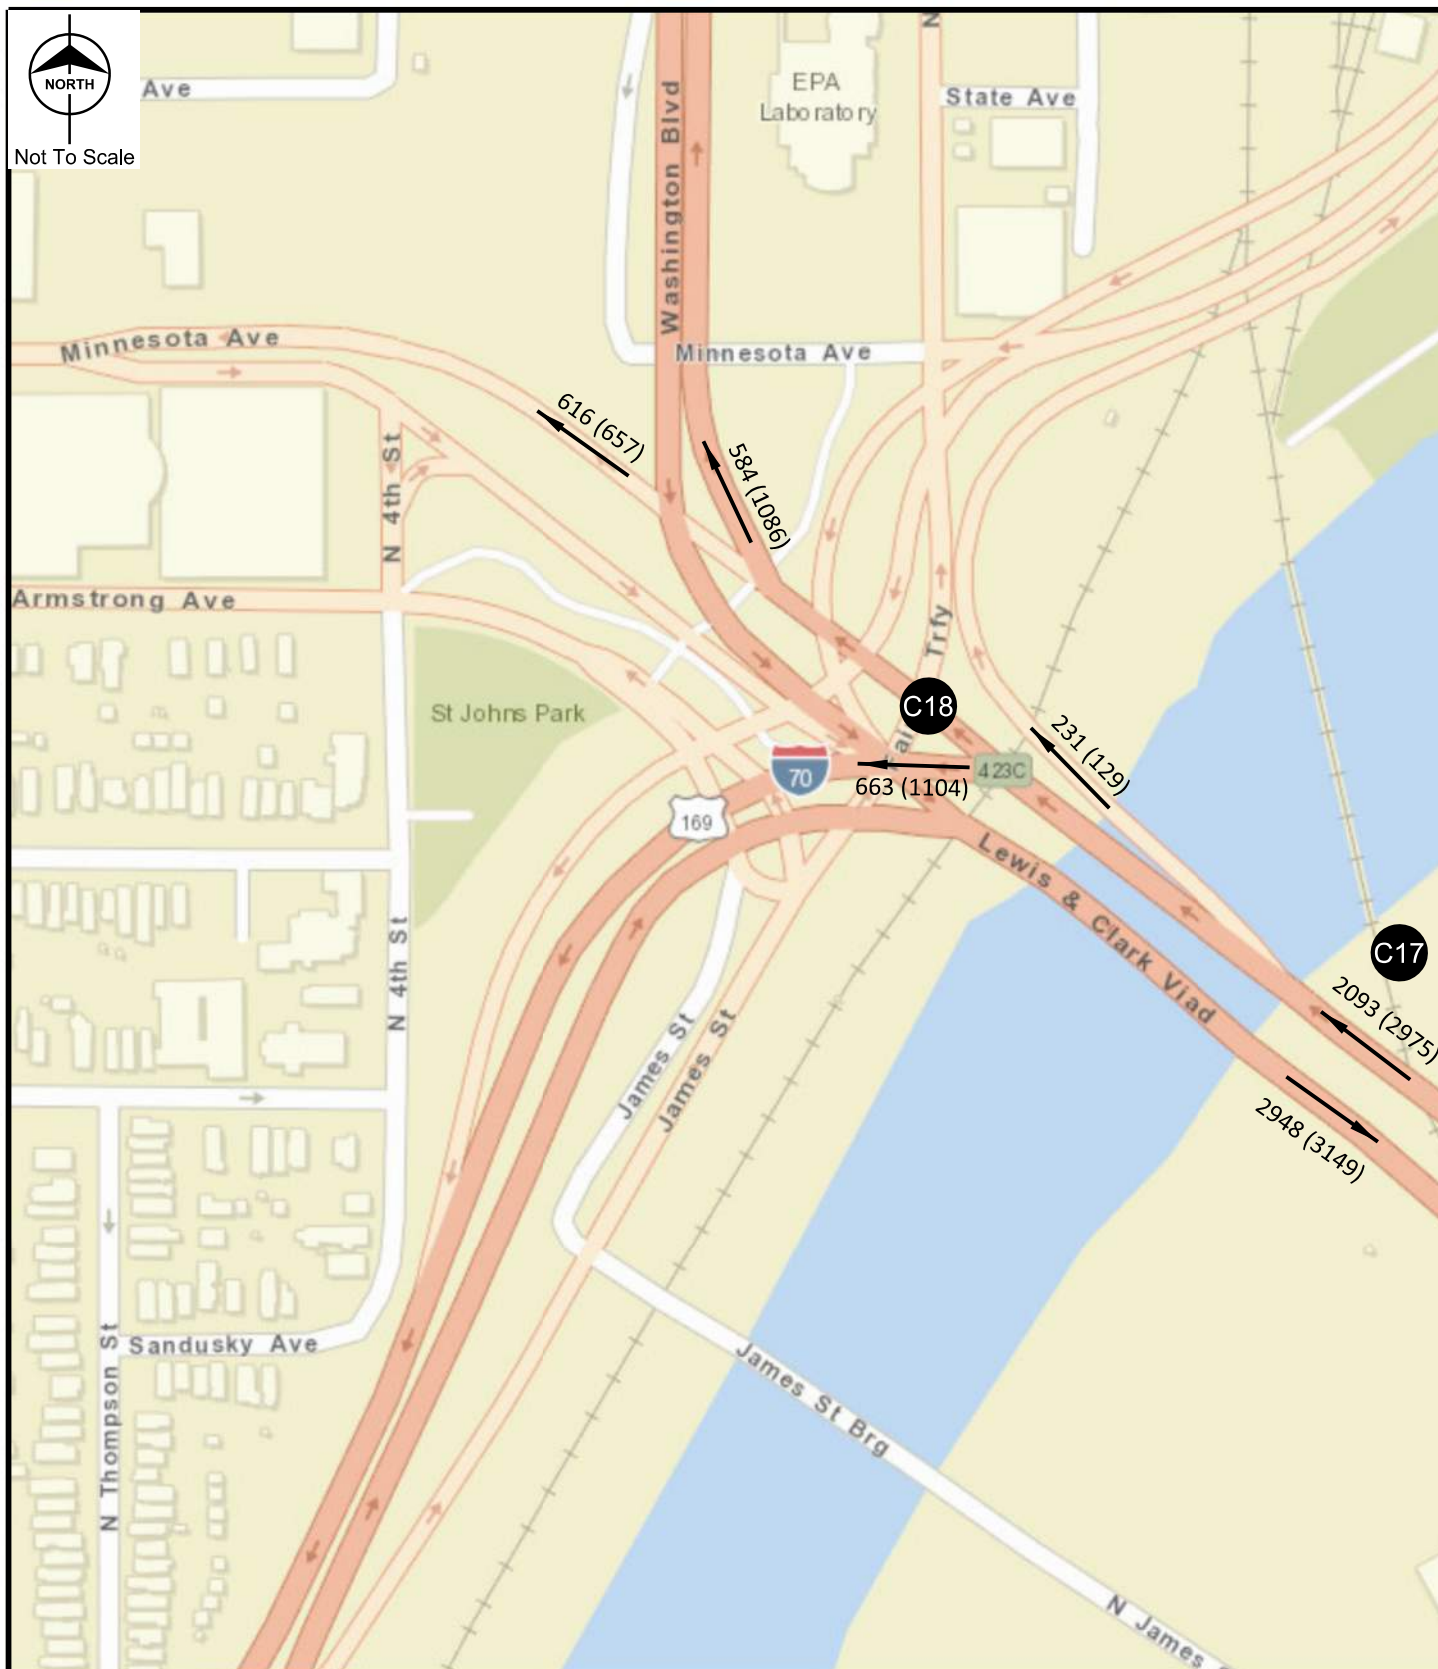 NORTH
Not To Scale
Ave
EPA
Laboratory
N
State Ave
Washington Blvd
Minnesota Ave
Minnesota Ave
616 (657)
584 (1086)
N 4th St
Armstrong Ave
Trfy
St Johns Park
C18
231 (129)
70
423C
663 (1104)
169
Lewis & Clark Viad
C17
2093 (2975)
N 4th St
James St
James St
2948 (3149)
N Thompson St
Sandusky Ave
James St Brg
N James